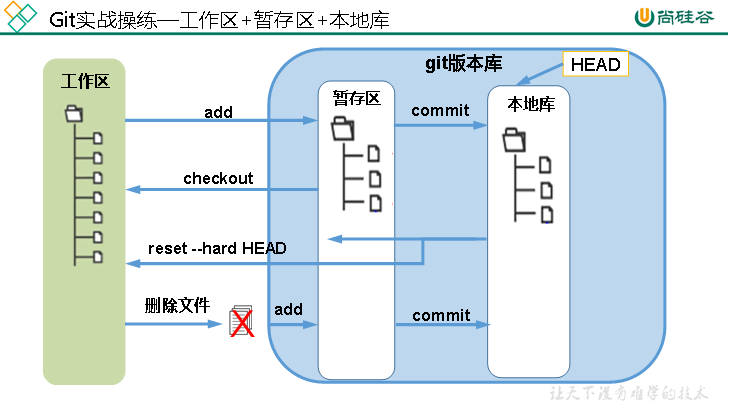 Git实战操练—工作区+暂存区+本地库
尚硅谷
git版本库
HEAD
工作区
暂存区
本地库
add
commit
checkout
reset --hard HEAD
删除文件
add
commit
让天下没有难学的技术